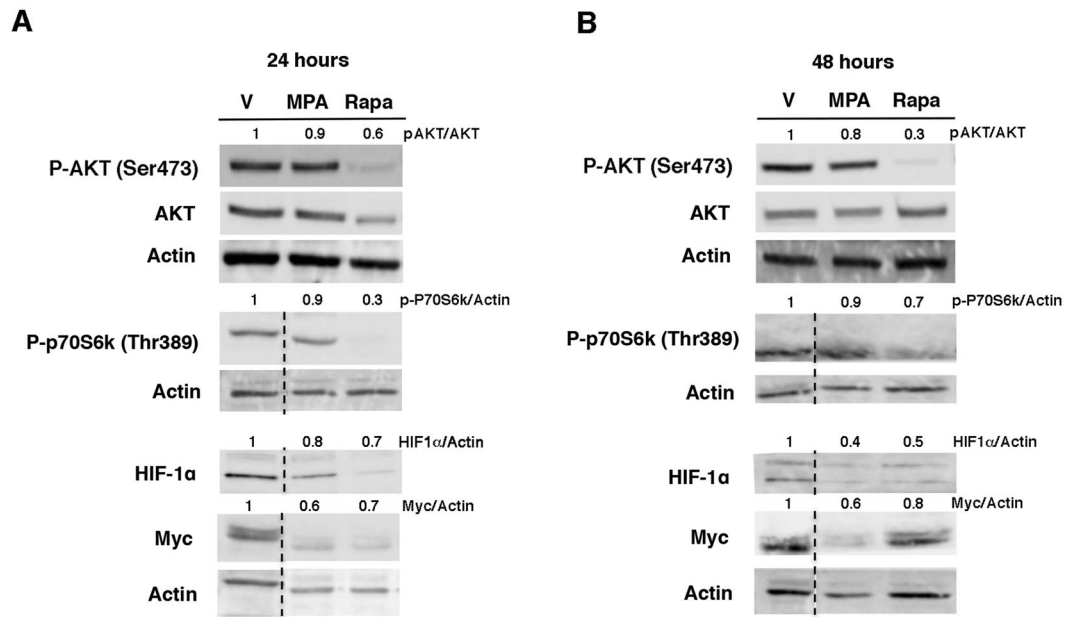 A
24 hours
V MPA Rapa
1 0.9 0.6 pAKT/AKT
P-AKT (Ser473)
AKT
Actin
1 0.9 0.3 p-P70S6k/Actin
P-p70S6k (Thr389)
Actin
1 0.8 0.7 HIF1α/Actin
HIF-1α
1 0.6 0.7 Myc/Actin
Myc
Actin
B
48 hours
V MPA Rapa
1 0.8 0.3 pAKT/AKT
P-AKT (Ser473)
AKT
Actin
1 0.9 0.7 p-P70S6k/Actin
P-p70S6k (Thr389)
Actin
1 0.4 0.5 HIF1α/Actin
HIF-1α
1 0.6 0.8 Myc/Actin
Myc
Actin